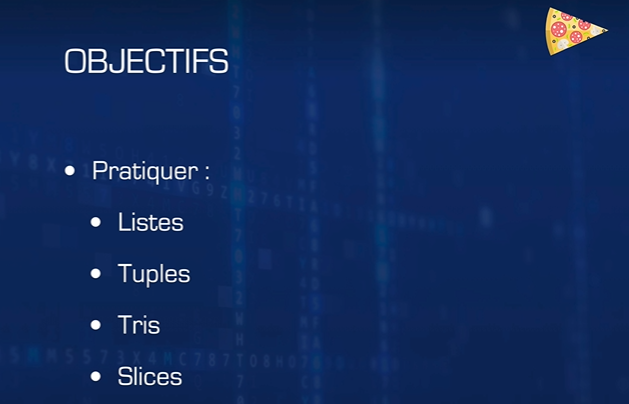 OBJECTIFS
• Pratiquer :
• Listes
• Tuples
• Tris
• Slices